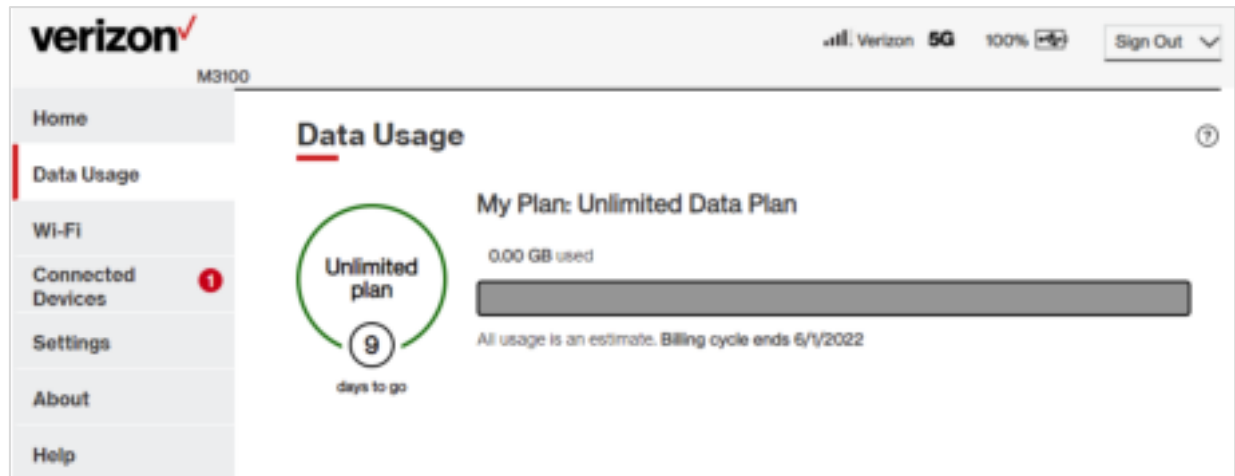 verizon
Verizon 5G 100% Sign Out
M3100
Home
Data Usage
Wi-Fi
Connected
Devices
1
Settings
About
Help
Data Usage
?
Unlimited
plan
9
days to go
My Plan: Unlimited Data Plan
0.00 GB used
All usage is an estimate. Billing cycle ends 6/1/2022